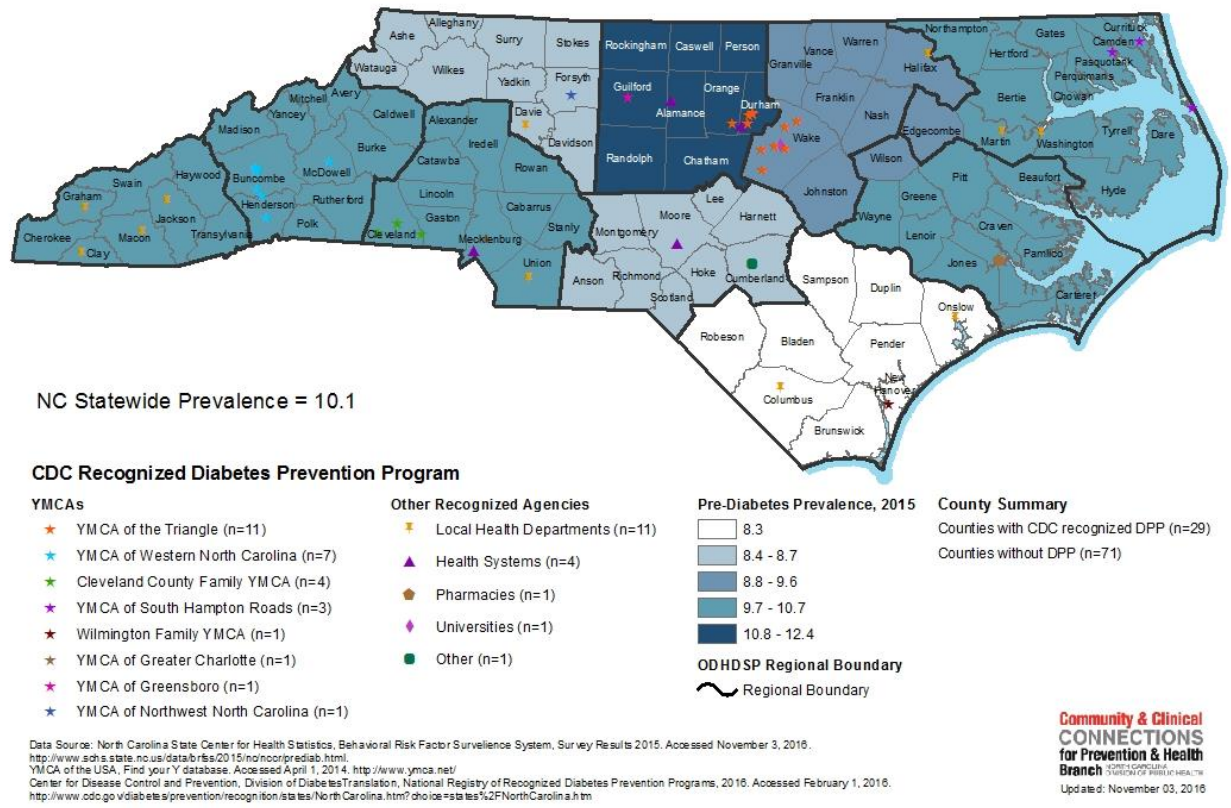 Alleghany
Ashe
Surry
Stokes
Watauga
Wilkes
Yadkin
Forsyth
Davie
Davidson
Rockingham
Caswell
Person
Guilford
Alamance
Orange
Durham
Randolph
Chatham
Vance
Warren
Granville
Halifax
Franklin
Nash
Wake
Edgecombe
Wilson
Johnston
Northampton
Gates
Currituck
Camden
Hertford
Pasquotank
Perquimans
Chowan
Bertie
Martin
Washington
Tyrrell
Dare
Beaufort
Hyde
Pitt
Greene
Wayne
Lenoir
Craven
Jones
Pamlico
Carteret
Mitchell
Avery
Yancey
Madison
Caldwell
Alexander
Burke
Iredell
Catawba
Rowan
McDowell
Buncombe
Haywood
Swain
Graham
Jackson
Henderson
Rutherford
Lincoln
Cabarrus
Gaston
Stanly
Cherokee
Macon
Clay
Transylvania
Polk
Cleveland
Mecklenburg
Union
Lee
Moore
Harnett
Montgomery
Anson
Richmond
Hoke
Cumberland
Scotland
Sampson
Duplin
Onslow
Robeson
Bladen
Pender
New
Hanover
Columbus
Brunswick
NC Statewide Prevalence = 10.1
CDC Recognized Diabetes Prevention Program
YMCAs
YMCA of the Triangle (n=11)
YMCA of Western North Carolina (n=7)
Cleveland County Family YMCA (n=4)
YMCA of South Hampton Roads (n=3)
Wilmington Family YMCA (n=1)
YMCA of Greater Charlotte (n=1)
YMCA of Greensboro (n=1)
YMCA of Northwest North Carolina (n=1)
Other Recognized Agencies
Local Health Departments (n=11)
Health Systems (n=4)
Pharmacies (n=1)
Universities (n=1)
Other (n=1)
Pre-Diabetes Prevalence, 2015
8.3
8.4 - 8.7
8.8 - 9.6
9.7 - 10.7
10.8 - 12.4
ODHDSP Regional Boundary
Regional Boundary
County Summary
Counties with CDC recognized DPP (n=29)
Counties without DPP (n=71)
Data Source: North Carolina State Center for Health Statistics, Behavioral Risk Factor Survelience System, Survey Results 2015. Accessed November 3, 2016.
http://www.schs.state.nc.us/data/brfss/2015/nc/nccr/prediab.html.
YMCA of the USA, Find your Y database. Accessed April 1, 2014. http://www.ymca.net/
Center for Disease Control and Prevention, Division of Diabetes Translation, National Registry of Recognized Diabetes Prevention Programs, 2016. Accessed February 1, 2016.
http://www.cdc.gov/diabetes/prevention/recognition/states/NorthCarolina.htm?choice=states%2FNorthCarolina.htm
Community & Clinical
CONNECTIONS
for Prevention & Health
Branch NORTH CAROLINA
DIVISION OF PUBLIC HEALTH
Updated: November 03, 2016